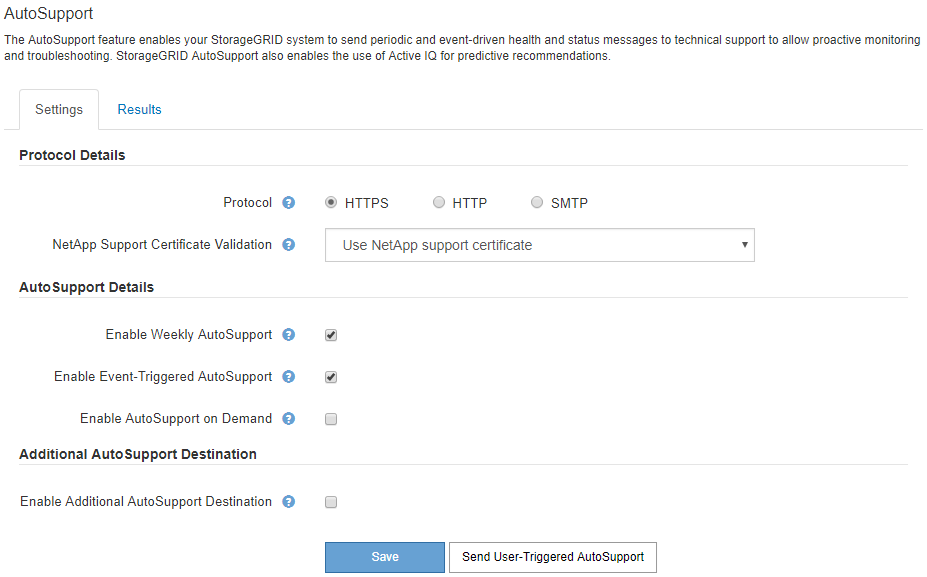 AutoSupport
The AutoSupport feature enables your StorageGRID system to send periodic and event-driven health and status messages to technical support to allow proactive monitoring
and troubleshooting. StorageGRID AutoSupport also enables the use of Active IQ for predictive recommendations.
Settings Results
Protocol Details
Protocol ? HTTPS HTTP SMTP
NetApp Support Certificate Validation ? Use NetApp support certificate
AutoSupport Details
Enable Weekly AutoSupport ?
Enable Event-Triggered AutoSupport ?
Enable AutoSupport on Demand ?
Additional AutoSupport Destination
Enable Additional AutoSupport Destination ?
Save Send User-Triggered AutoSupport